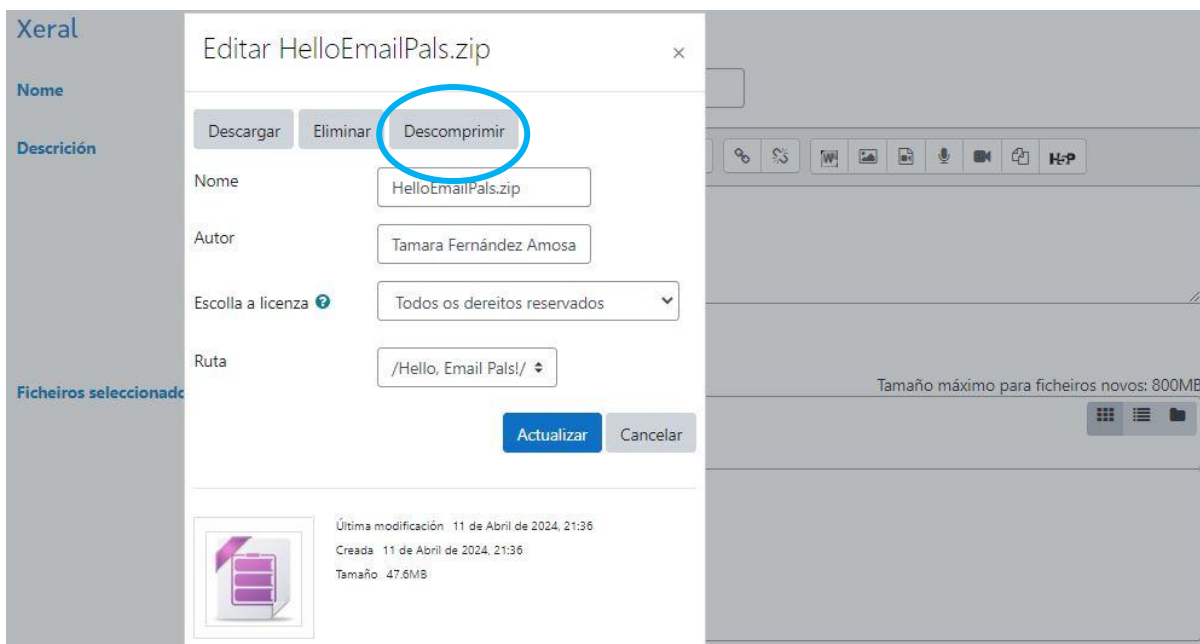 Xeral
Editar HelloEmailPals.zip ×
Nome
Descargar Eliminar Descomprimir
Descrición
H5P
Nome HelloEmailPals.zip
Autor Tamara Fernández Amosa
Escolla a licenza ? Todos os dereitos reservados
Ruta /Hello, Email Pals!/
Ficheiros seleccionado
Tamaño máximo para ficheiros novos: 800MB
Actualizar Cancelar
Última modificación 11 de Abril de 2024, 21:36
Creada 11 de Abril de 2024, 21:36
Tamaño 47.6MB